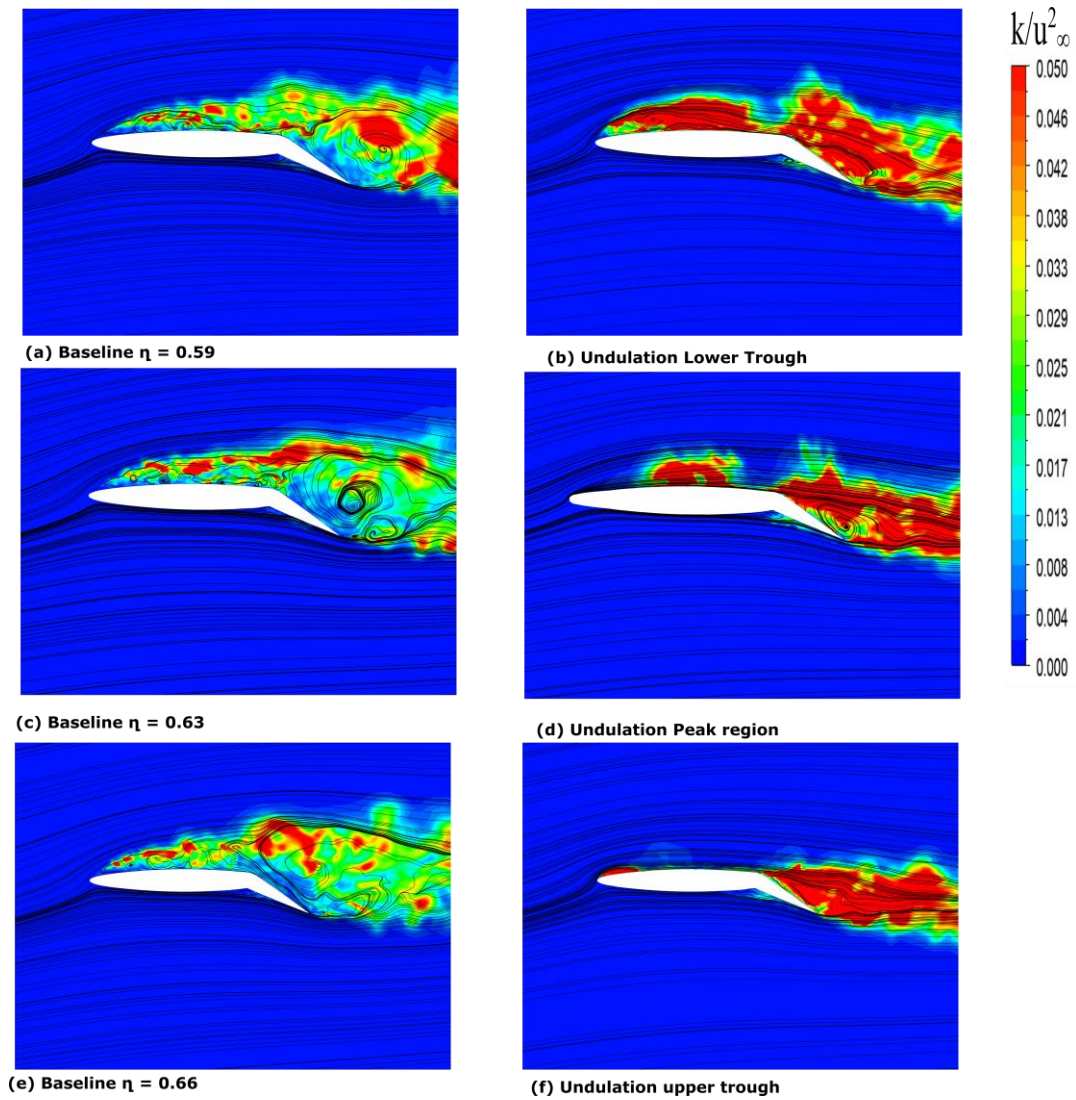 k/u²∞
0.050
0.046
0.042
0.038
0.033
0.029
0.025
0.021
0.017
0.013
0.008
0.004
0.000
(a) Baseline η = 0.59
(b) Undulation Lower Trough
(c) Baseline η = 0.63
(d) Undulation Peak region
(e) Baseline η = 0.66
(f) Undulation upper trough